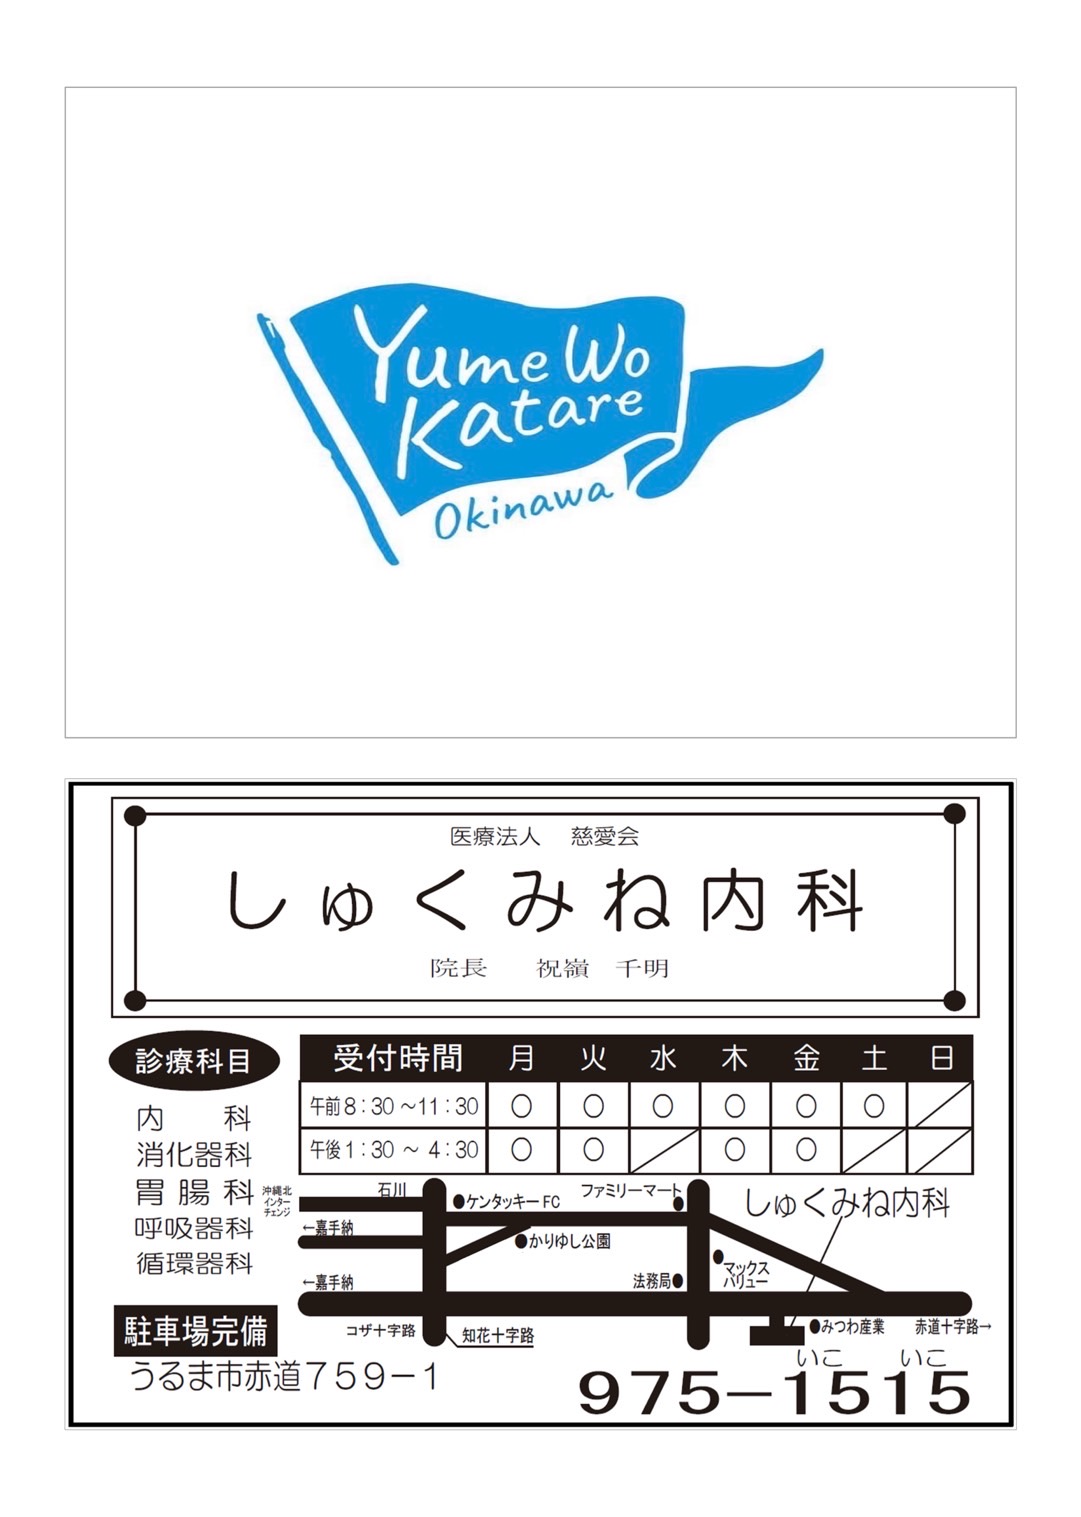 Yume Wo
Katare
Okinawa
医療法人　慈愛会
しゅくみね内科
院長　祝嶺　千明
診療科目
内　科
消化器科
胃腸科
呼吸器科
循環器科
駐車場完備
うるま市赤道759－1
受付時間 月 火 水 木 金 土 日
午前8：30～11：30 ○ ○ ○ ○ ○ ○
午後1：30～4：30 ○ ○ ○ ○
沖縄北
インター
チェンジ
石川
●ケンタッキーFC
ファミリーマート
しゅくみね内科
←嘉手納
●かりゆし公園
←嘉手納
法務局●
マックス
バリュー
コザ十字路
知花十字路
●みつわ産業
赤道十字路→
いこ いこ
975－1515